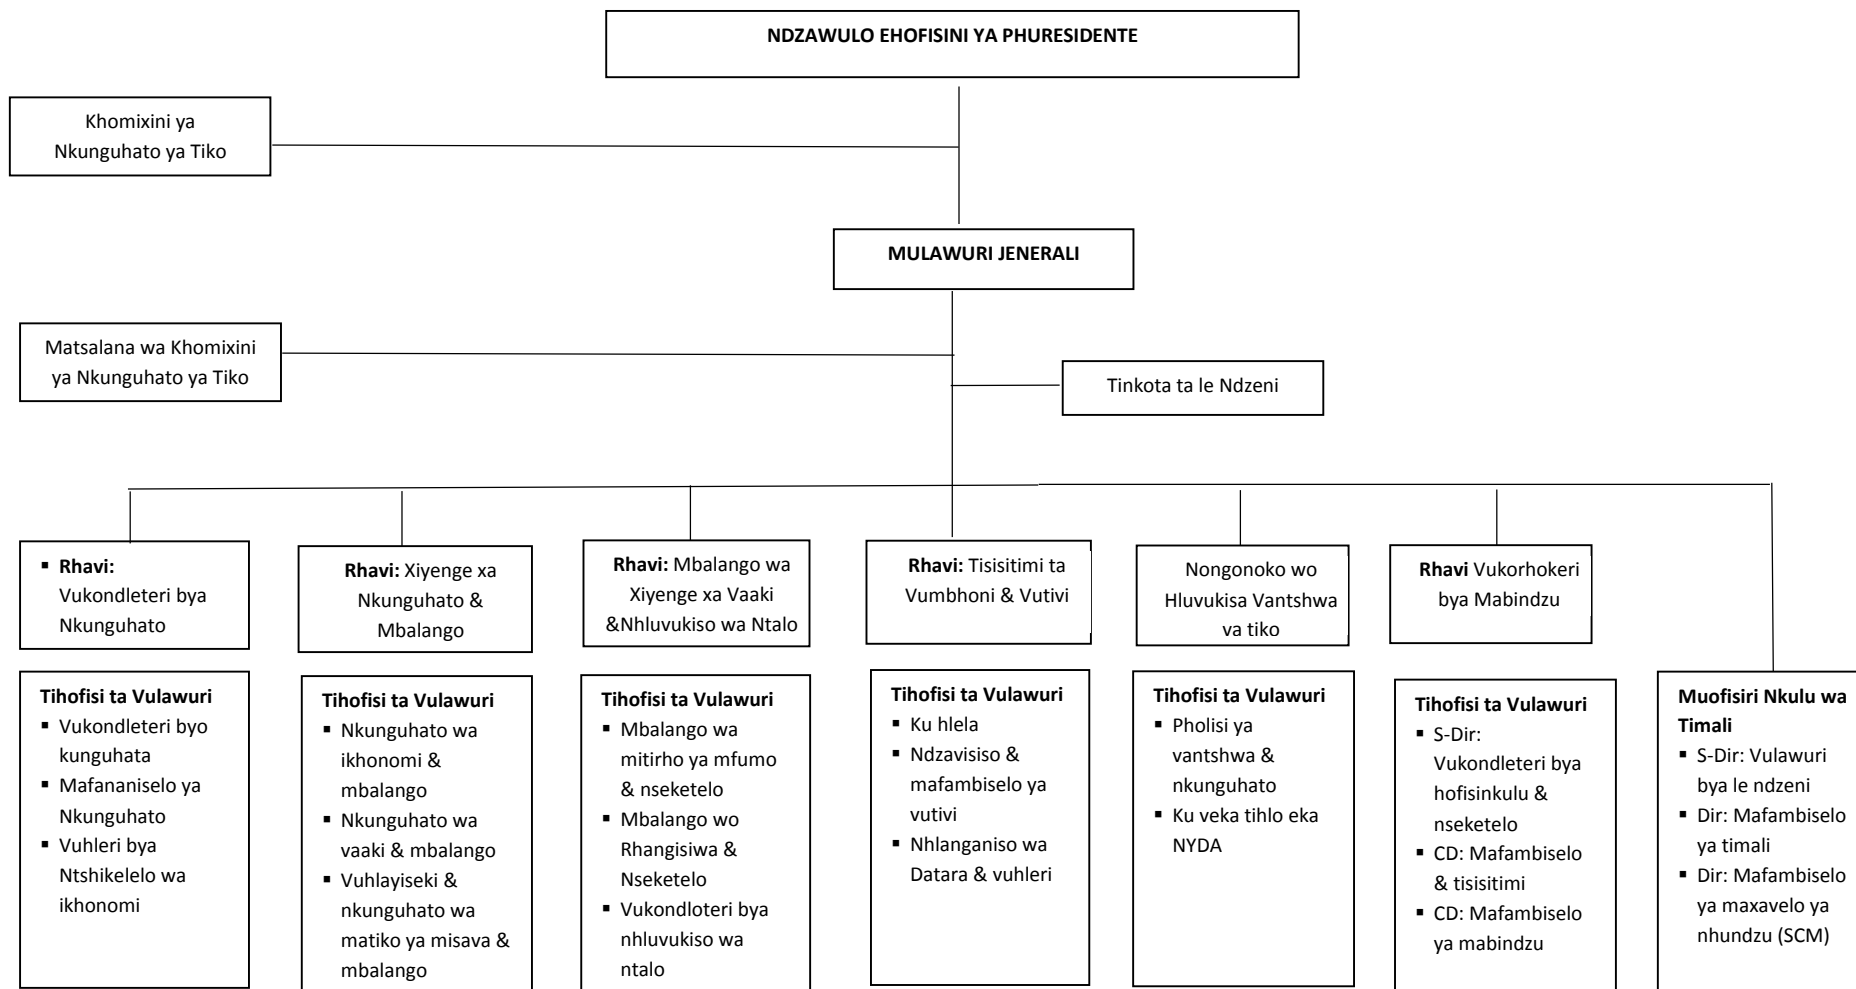 NDZAWULO EHOFISINI YA PHURESIDENTE
Khomixini ya
Nkunguhato ya Tiko
MULAWURI JENERALI
Matsalana wa Khomixini
ya Nkunguhato ya Tiko
Tinkota ta le Ndzeni
▪ Rhavi:
Vukondleteri bya
Nkunguhato
Rhavi: Xiyenge xa
Nkunguhato &
Mbalango
Rhavi: Mbalango wa
Xiyenge xa Vaaki
&Nhluvukiso wa Ntalo
Rhavi: Tisisitimi ta
Vumbhoni & Vutivi
Nongonoko wo
Hluvukisa Vantshwa
va tiko
Rhavi Vukorhokeri
bya Mabindzu
Tihofisi ta Vulawuri
▪ Vukondleteri byo
kunguhata
▪ Mafananiselo ya
Nkunguhato
▪ Vuhleri bya
Ntshikelelo wa
ikhonomi
Tihofisi ta Vulawuri
▪ Nkunguhato wa
ikhonomi &
mbalango
▪ Nkunguhato wa
vaaki & mbalango
▪ Vuhlayiseki &
nkunguhato wa
matiko ya misava &
mbalango
Tihofisi ta Vulawuri
▪ Mbalango wa
mitirho ya mfumo
& nseketelo
▪ Mbalango wo
Rhangisiwa &
Nseketelo
▪ Vukondloteri bya
nhluvukiso wa
ntalo
Tihofisi ta Vulawuri
▪ Ku hlela
▪ Ndzavisiso &
mafambiselo ya
vutivi
▪ Nhlanganiso wa
Datara & vuhleri
Tihofisi ta Vulawuri
▪ Pholisi ya
vantshwa &
nkunguhato
▪ Ku veka tihlo eka
NYDA
Tihofisi ta Vulawuri
▪ S-Dir:
Vukondleteri bya
hofisinkulu &
nseketelo
▪ CD: Mafambiselo
& tisisitimi
▪ CD: Mafambiselo
ya mabindzu
Muofisiri Nkulu wa
Timali
▪ S-Dir: Vulawuri
bya le ndzeni
▪ Dir: Mafambiselo
ya timali
▪ Dir: Mafambiselo
ya maxavelo ya
nhundzu (SCM)